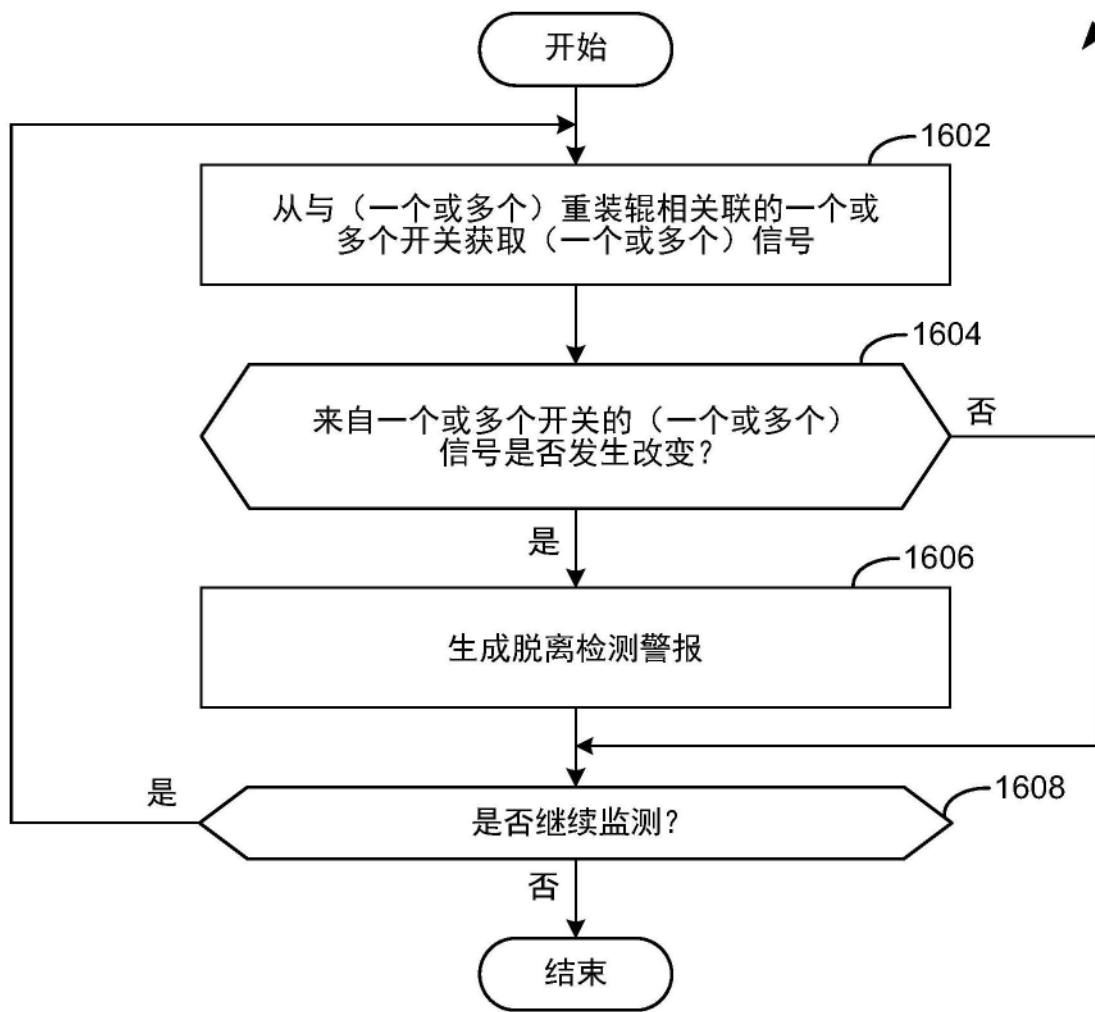 开始
1602
从与（一个或多个）重装辊相关联的一个或
多个开关获取（一个或多个）信号
1604
来自一个或多个开关的（一个或多个）
信号是否发生改变？
否
是
1606
生成脱离检测警报
是
1608
是否继续监测？
否
结束